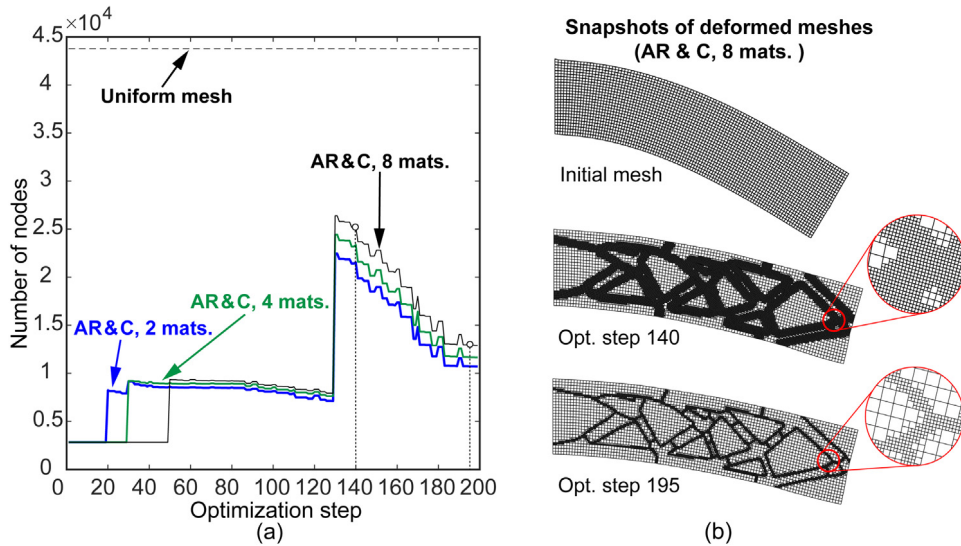 4.5×10⁴
4.5
4
3.5
3
2.5
2
1.5
1
0.5
0
0 20 40 60 80 100 120 140 160 180 200
Number of nodes
Optimization step
Uniform mesh
AR&C, 8 mats.
AR&C, 4 mats.
AR&C, 2 mats.
(a)
Snapshots of deformed meshes
(AR & C, 8 mats. )
Initial mesh
Opt. step 140
Opt. step 195
(b)